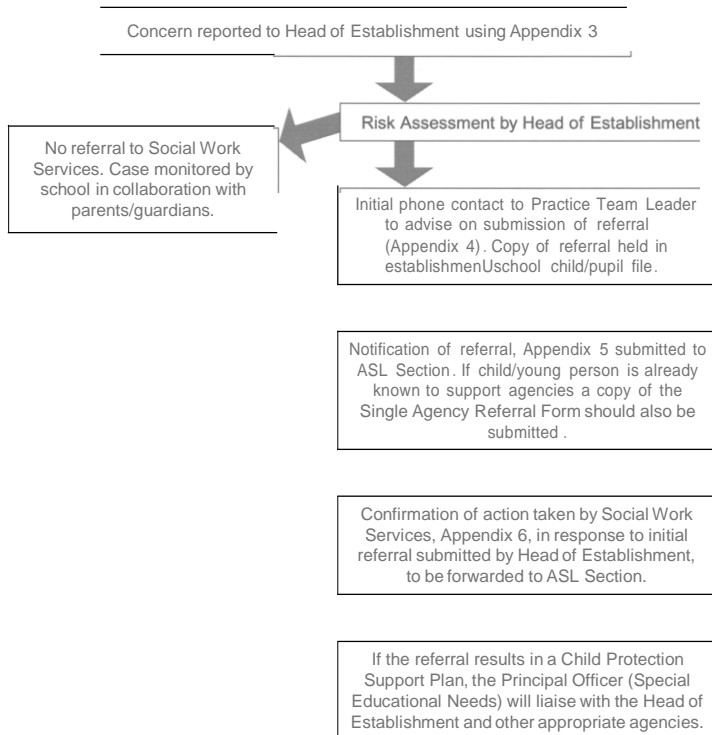 Concern reported to Head of Establishment using Appendix 3
Risk Assessment by Head of Establishment
No referral to Social Work
Services. Case monitored by
school in collaboration with
parents/guardians.
Initial phone contact to Practice Team Leader
to advise on submission of referral
(Appendix 4). Copy of referral held in
establishmenUschool child/pupil file.
Notification of referral, Appendix 5 submitted to
ASL Section. If child/young person is already
known to support agencies a copy of the
Single Agency Referral Form should also be
submitted .
Confirmation of action taken by Social Work
Services, Appendix 6, in response to initial
referral submitted by Head of Establishment,
to be forwarded to ASL Section.
If the referral results in a Child Protection
Support Plan, the Principal Officer (Special
Educational Needs) will liaise with the Head of
Establishment and other appropriate agencies.